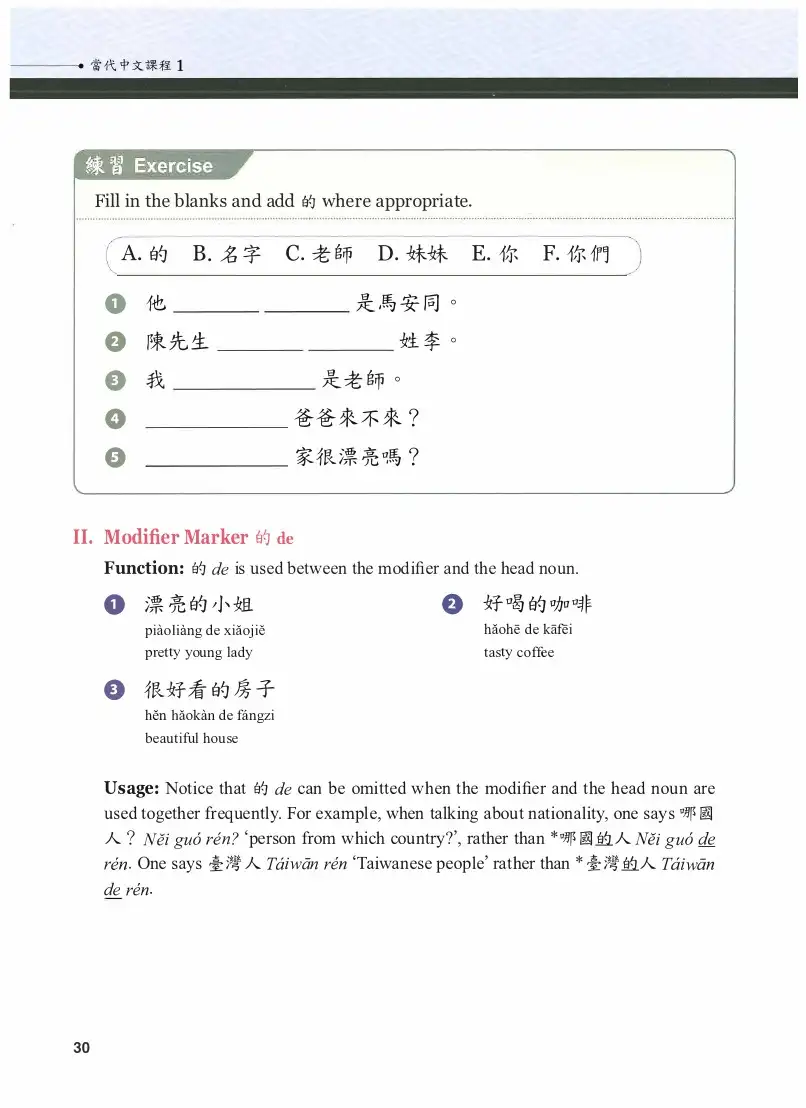 當代中文課程 1
練習 Exercise
Fill in the blanks and add 的 where appropriate.
A. 的 B. 名字 C. 老師 D. 妹妹 E. 你 F. 你們
1 他 ________ ________ 是馬安同。
2 陳先生 ________ ________ 姓李。
3 我 ________ 是老師。
4 ________ 爸爸來不來？
5 ________ 家很漂亮嗎？
II. Modifier Marker 的 de
Function: 的 de is used between the modifier and the head noun.
1 漂亮的小姐
piàoliàng de xiǎojiě
pretty young lady
2 好喝的咖啡
hǎohē de kāfēi
tasty coffee
3 很好看的房子
hěn hǎokàn de fángzi
beautiful house
Usage: Notice that 的 de can be omitted when the modifier and the head noun are
used together frequently. For example, when talking about nationality, one says 哪國
人？ Něi guó rén? ‘person from which country?’, rather than *哪國的人 Něi guó de
rén. One says 臺灣人 Táiwān rén ‘Taiwanese people’ rather than *臺灣的人 Táiwān
de rén.
30